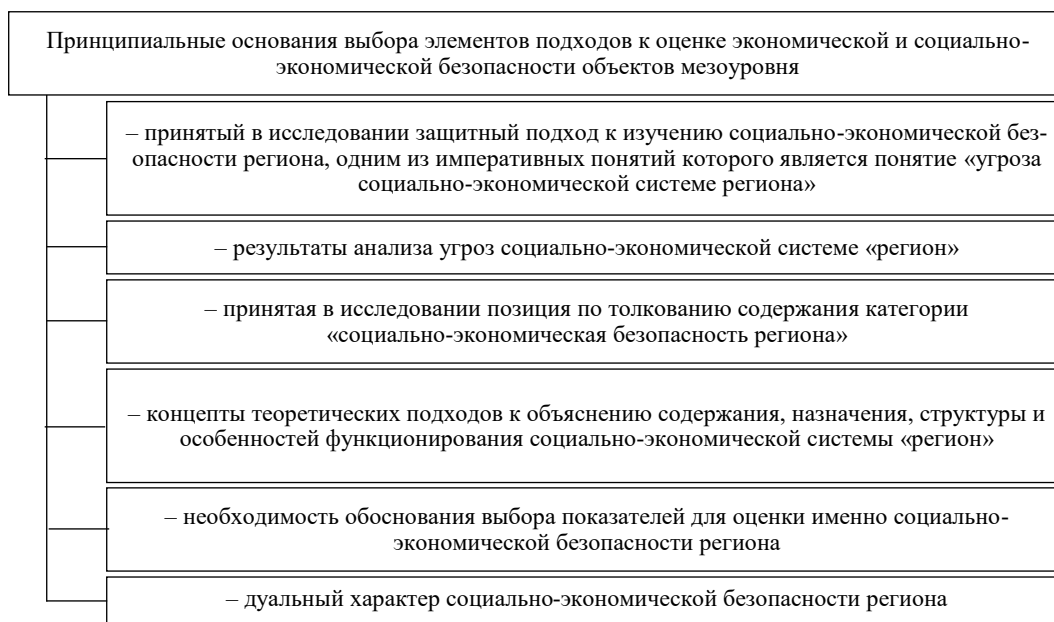 Принципиальные основания выбора элементов подходов к оценке экономической и социально-
экономической безопасности объектов мезоуровня
– принятый в исследовании защитный подход к изучению социально-экономической без-
опасности региона, одним из императивных понятий которого является понятие «угроза
социально-экономической системе региона»
– результаты анализа угроз социально-экономической системе «регион»
– принятая в исследовании позиция по толкованию содержания категории
«социально-экономическая безопасность региона»
– концепты теоретических подходов к объяснению содержания, назначения, структуры и
особенностей функционирования социально-экономической системы «регион»
– необходимость обоснования выбора показателей для оценки именно социально-
экономической безопасности региона
– дуальный характер социально-экономической безопасности региона